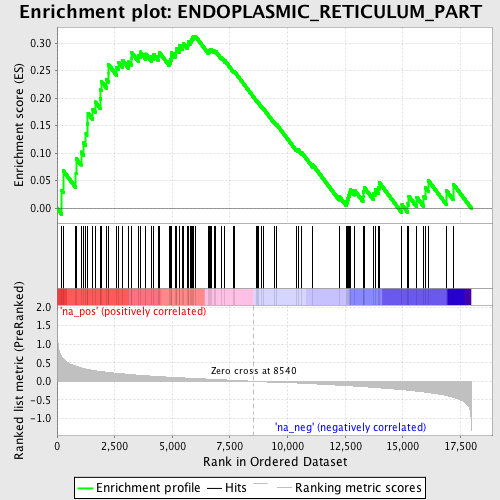 Enrichment plot: ENDOPLASMIC_RETICULUM_PART
Enrichment score (ES)
0.30
0.25
0.20
0.15
0.10
0.05
0.00
'na_pos' (positively correlated)
Ranked list metric (PreRanked)
2.0
1.5
1.0
0.5
0.0
-0.5
-1.0
Zero cross at 8540
'na_neg' (negatively correlated)
0 2,500 5,000 7,500 10,000 12,500 15,000 17,500
Rank in Ordered Dataset
Enrichment profile Hits Ranking metric scores